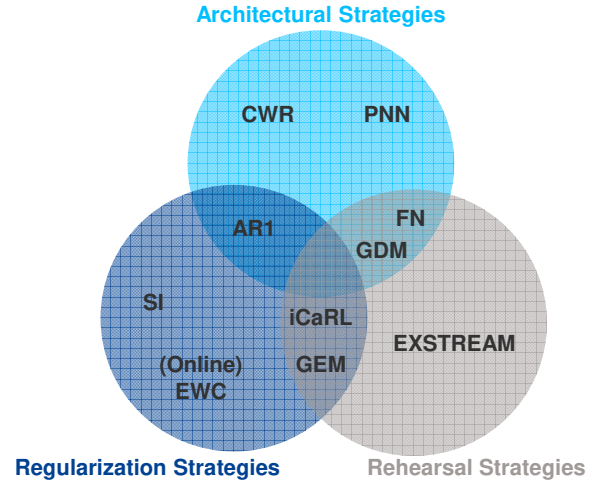 Architectural Strategies
CWR
PNN
FN
AR1
GDM
SI
iCaRL
EXSTREAM
(Online)
EWC
GEM
Regularization Strategies
Rehearsal Strategies